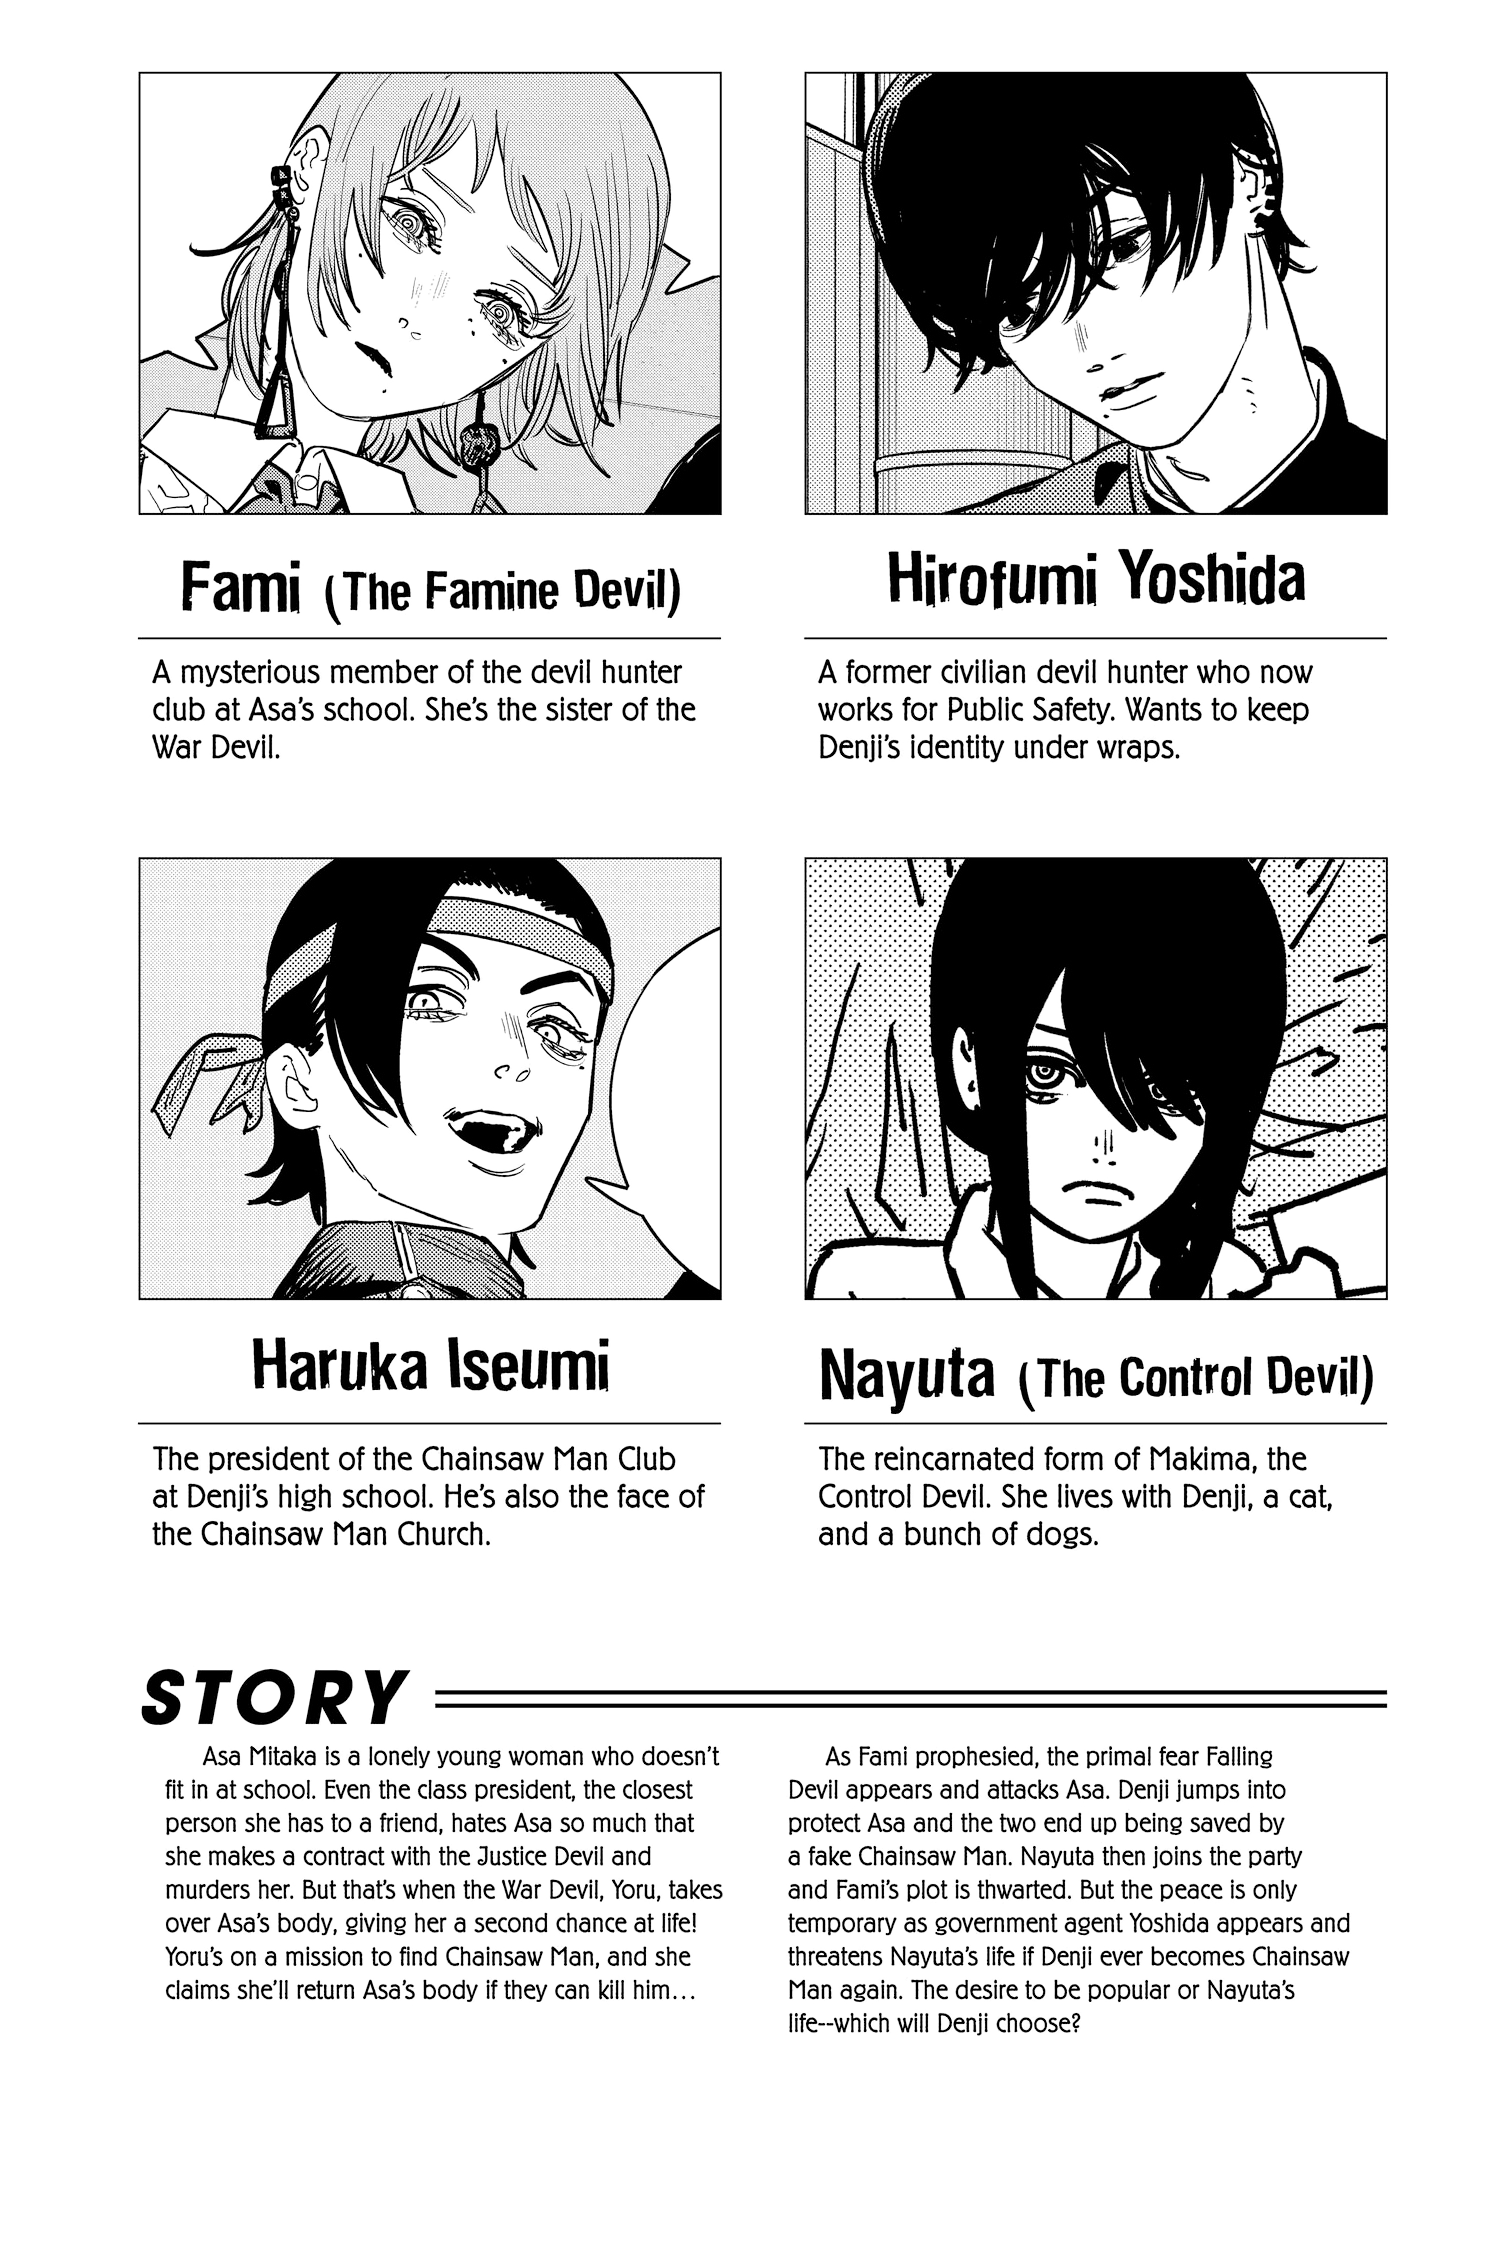 Fami (The Famine Devil)
A mysterious member of the devil hunter
club at Asa's school. She's the sister of the
War Devil.
Hirofumi Yoshida
A former civilian devil hunter who now
works for Public Safety. Wants to keep
Denji's identity under wraps.
Haruka Iseumi
The president of the Chainsaw Man Club
at Denji's high school. He's also the face of
the Chainsaw Man Church.
Nayuta (The Control Devil)
The reincarnated form of Makima, the
Control Devil. She lives with Denji, a cat,
and a bunch of dogs.
STORY
Asa Mitaka is a lonely young woman who doesn't
fit in at school. Even the class president, the closest
person she has to a friend, hates Asa so much that
she makes a contract with the Justice Devil and
murders her. But that's when the War Devil, Yoru, takes
over Asa's body, giving her a second chance at life!
Yoru's on a mission to find Chainsaw Man, and she
claims she'll return Asa's body if they can kill him...
As Fami prophesied, the primal fear Falling
Devil appears and attacks Asa. Denji jumps into
protect Asa and the two end up being saved by
a fake Chainsaw Man. Nayuta then joins the party
and Fami's plot is thwarted. But the peace is only
temporary as government agent Yoshida appears and
threatens Nayuta's life if Denji ever becomes Chainsaw
Man again. The desire to be popular or Nayuta's
life--which will Denji choose?